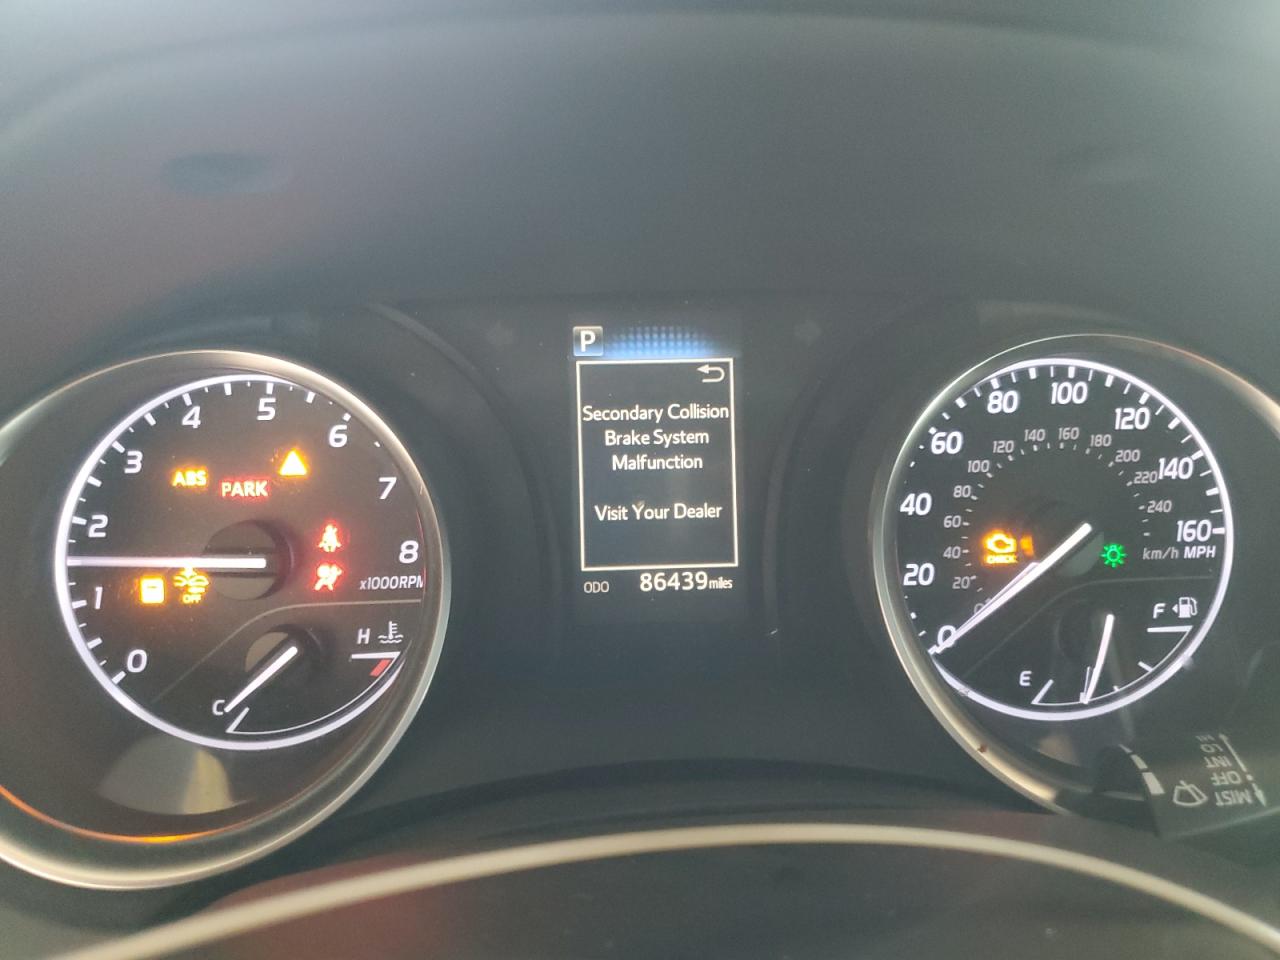 P
Secondary Collision
Brake System
Malfunction
Visit Your Dealer
ODO 86439 miles
0
1
2
3
4
5
6
7
8
x1000RPM
ABS
PARK
OFF
C
H
0
20
40
60
80
100
120
140
160
km/h MPH
20
40
60
80
100
120
140
160
180
200
220
240
CHECK
E
F
MIST
OFF
INT
LO
HI